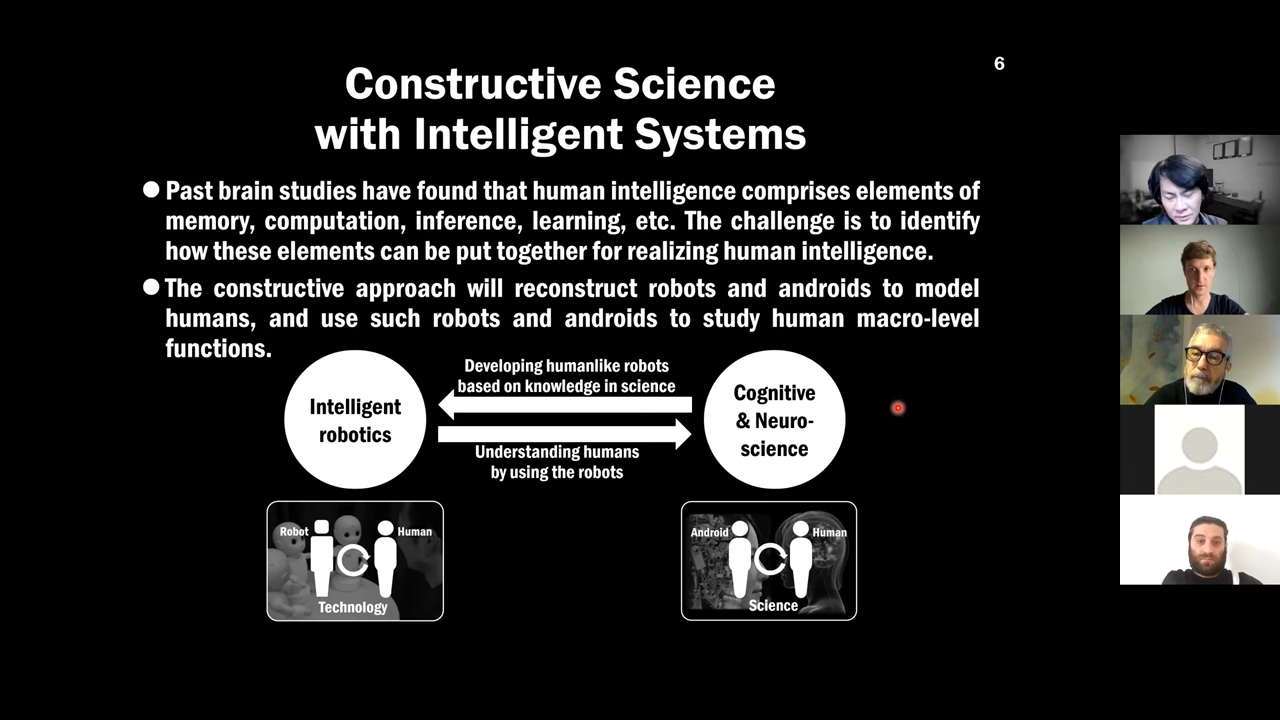 6
Constructive Science
with Intelligent Systems
● Past brain studies have found that human intelligence comprises elements of
memory, computation, inference, learning, etc. The challenge is to identify
how these elements can be put together for realizing human intelligence.
● The constructive approach will reconstruct robots and androids to model
humans, and use such robots and androids to study human macro-level
functions.
Developing humanlike robots
based on knowledge in science
Intelligent
robotics
Cognitive
& Neuro-
science
Understanding humans
by using the robots
Robot
Human
Technology
Android
Human
Science